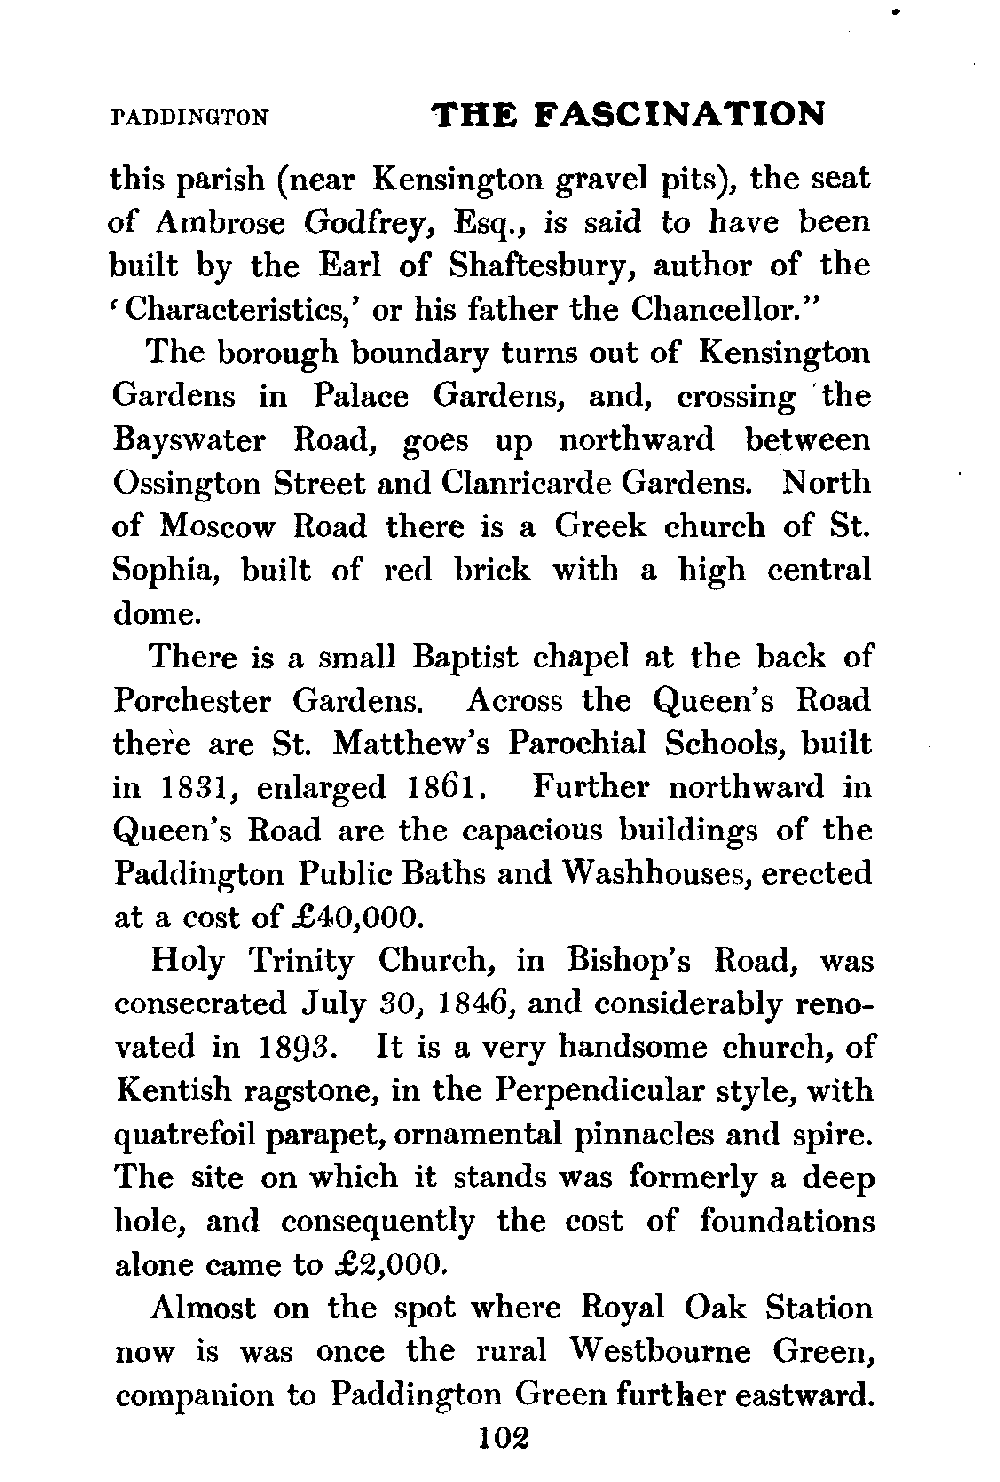 PADDINGTON THE FASCINATION
this parish (near Kensington gravel pits), the seat
of Ambrose Godfrey, Esq., is said to have been
built by the Earl of Shaftesbury, author of the
‘Characteristics,’ or his father the Chancellor.”
The borough boundary turns out of Kensington
Gardens in Palace Gardens, and, crossing the
Bayswater Road, goes up northward between
Ossington Street and Clanricarde Gardens. North
of Moscow Road there is a Greek church of St.
Sophia, built of red brick with a high central
dome.
There is a small Baptist chapel at the back of
Porchester Gardens. Across the Queen’s Road
there are St. Matthew’s Parochial Schools, built
in 1831, enlarged 1861. Further northward in
Queen’s Road are the capacious buildings of the
Paddington Public Baths and Washhouses, erected
at a cost of £40,000.
Holy Trinity Church, in Bishop’s Road, was
consecrated July 30, 1846, and considerably reno-
vated in 1893. It is a very handsome church, of
Kentish ragstone, in the Perpendicular style, with
quatrefoil parapet, ornamental pinnacles and spire.
The site on which it stands was formerly a deep
hole, and consequently the cost of foundations
alone came to £2,000.
Almost on the spot where Royal Oak Station
now is was once the rural Westbourne Green,
companion to Paddington Green further eastward.
102